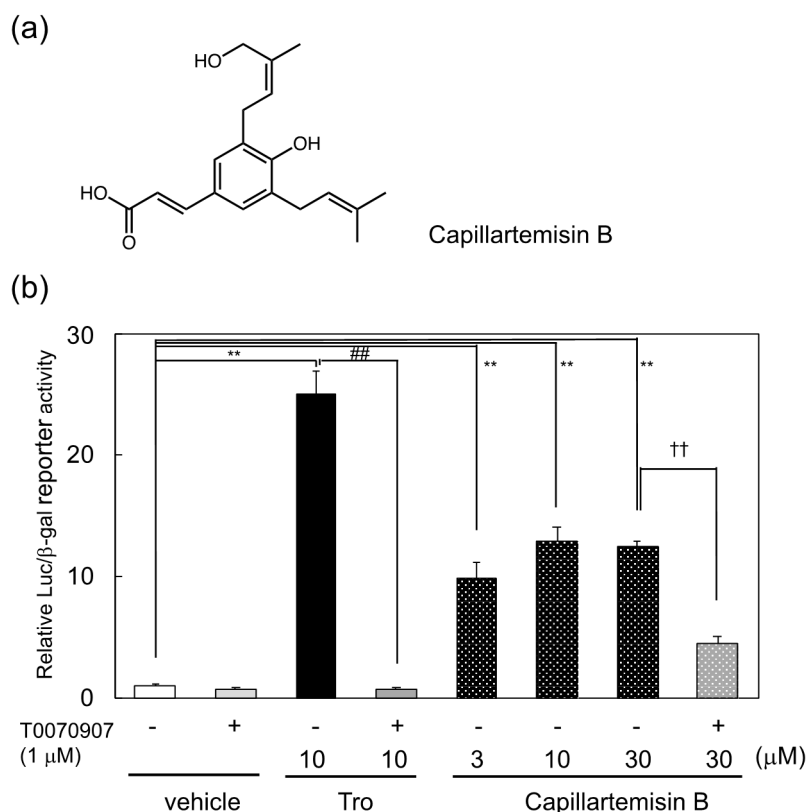 (a)
HO
OH
HO
O
Capillartemisin B
(b)
Relative Luc/β-gal reporter activity
30
20
10
0
** ## ** ** **
††
T0070907 - + - + - - - +
(1 μM) 10 10 3 10 30 30 (μM)
vehicle Tro Capillartemisin B